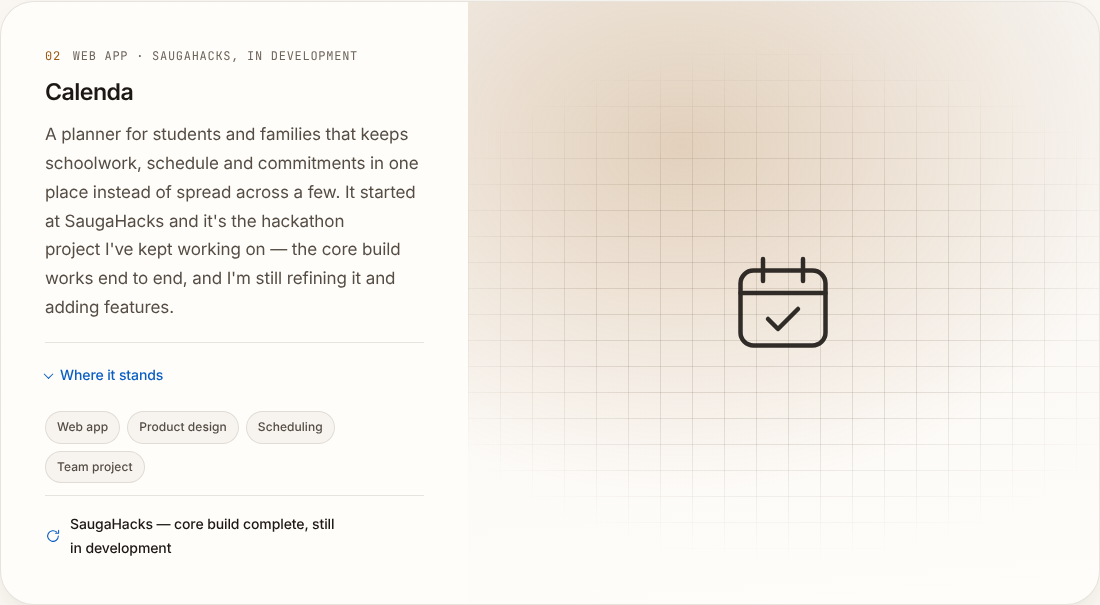 02 WEB APP · SAUGAHACKS, IN DEVELOPMENT
Calenda
A planner for students and families that keeps
schoolwork, schedule and commitments in one
place instead of spread across a few. It started
at SaugaHacks and it's the hackathon
project I've kept working on — the core build
works end to end, and I'm still refining it and
adding features.
Where it stands
Web app Product design Scheduling
Team project
SaugaHacks — core build complete, still
in development